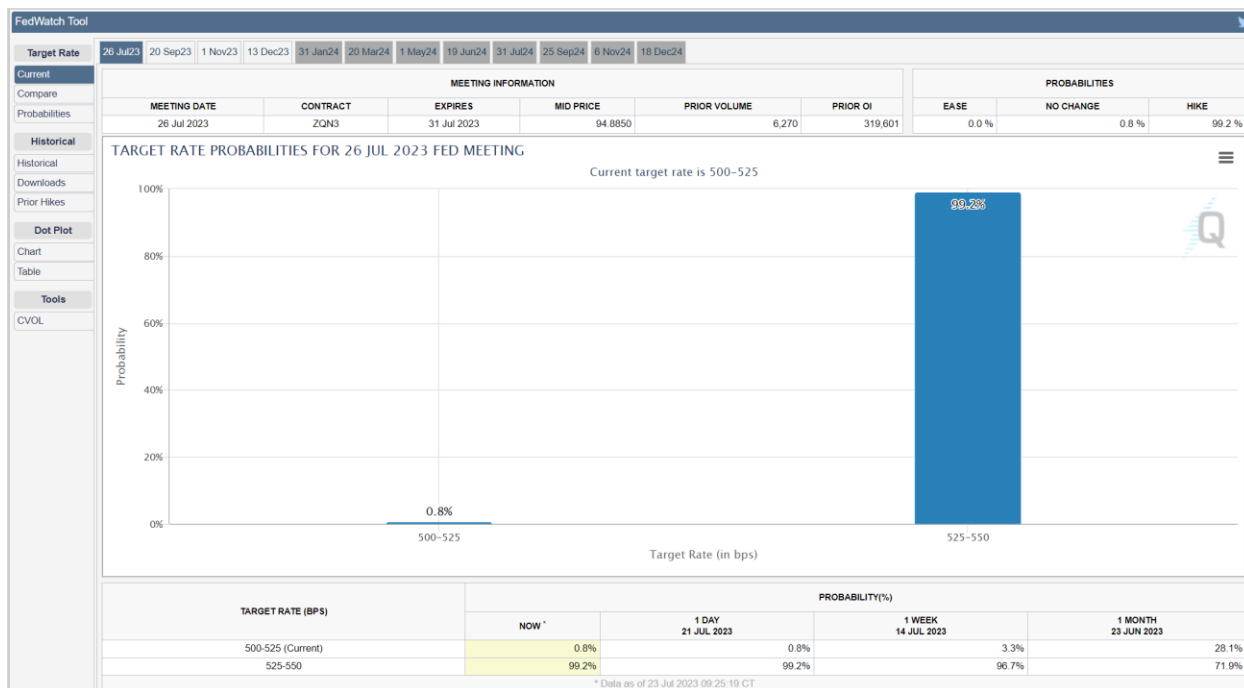 FedWatch Tool
Target Rate
Current
Compare
Probabilities
Historical
Historical
Downloads
Prior Hikes
Dot Plot
Chart
Table
Tools
CVOL
26 Jul23 20 Sep23 1 Nov23 13 Dec23 31 Jan24 20 Mar24 1 May24 19 Jun24 31 Jul24 25 Sep24 6 Nov24 18 Dec24
MEETING INFORMATION
MEETING DATE CONTRACT EXPIRES MID PRICE PRIOR VOLUME PRIOR OI
26 Jul 2023 ZQN3 31 Jul 2023 94.8850 6,270 319,601
PROBABILITIES
EASE NO CHANGE HIKE
0.0 % 0.8 % 99.2 %
TARGET RATE PROBABILITIES FOR 26 JUL 2023 FED MEETING
Current target rate is 500-525
Probability
100%
80%
60%
40%
20%
0%
99.2%
0.8%
Q
500-525 525-550
Target Rate (in bps)
TARGET RATE (BPS) PROBABILITY(%)
NOW * 1 DAY 21 JUL 2023 1 WEEK 14 JUL 2023 1 MONTH 23 JUN 2023
500-525 (Current) 0.8% 0.8% 3.3% 28.1%
525-550 99.2% 99.2% 96.7% 71.9%
* Data as of 23 Jul 2023 09:25:19 CT